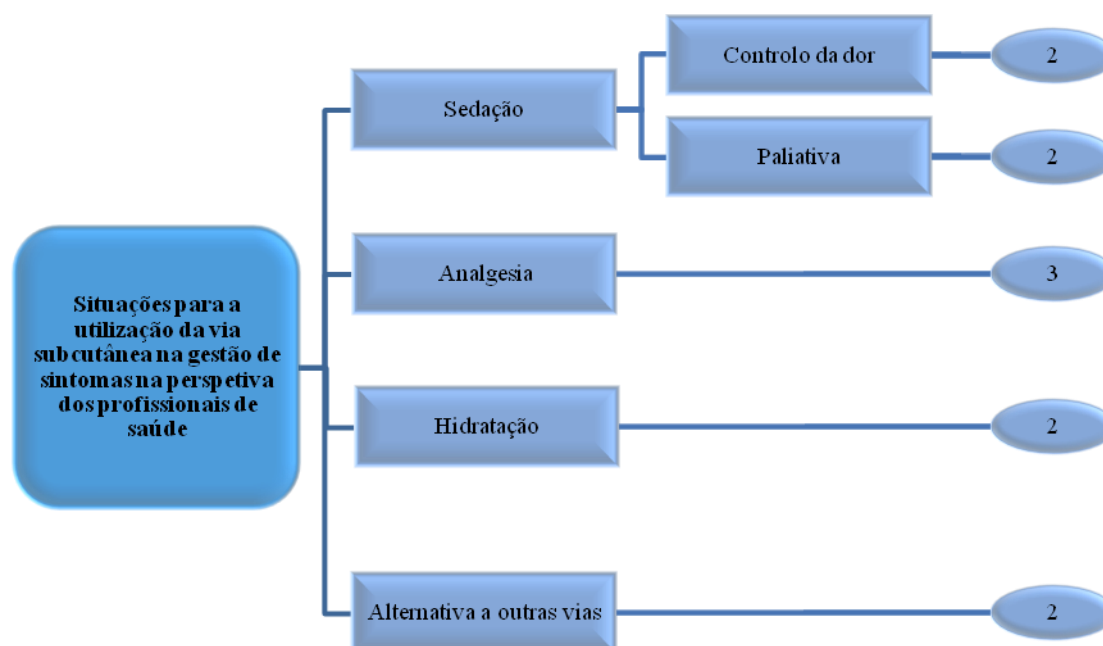 Situações para a
utilização da via
subcutânea na gestão de
sintomas na perspetiva
dos profissionais de
saúde
Sedação
Controlo da dor
2
Paliativa
2
Analgesia
3
Hidratação
2
Alternativa a outras vias
2